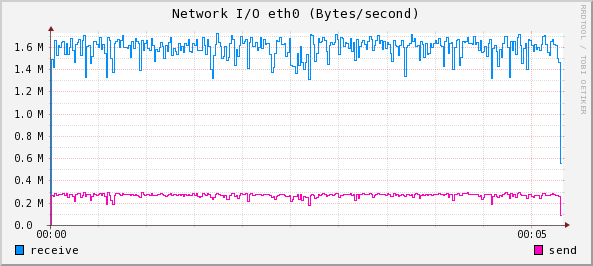 Network I/O eth0 (Bytes/second)
RRDTOOL / TOBI OETIKER
1.6 M
1.4 M
1.2 M
1.0 M
0.8 M
0.6 M
0.4 M
0.2 M
0.0
00:00 00:05
receive send